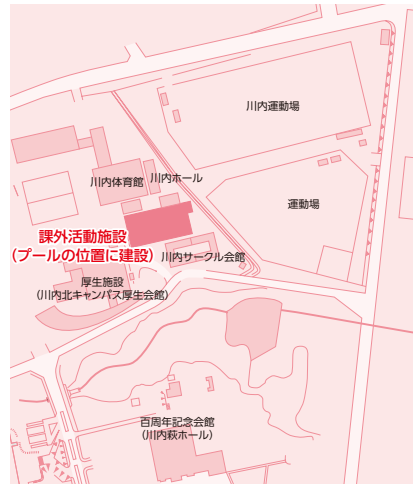 川内運動場
川内体育館
川内ホール
運動場
課外活動施設
(プールの位置に建設)
川内サークル会館
厚生施設
(川内北キャンパス厚生会館)
百周年記念会館
(川内萩ホール)